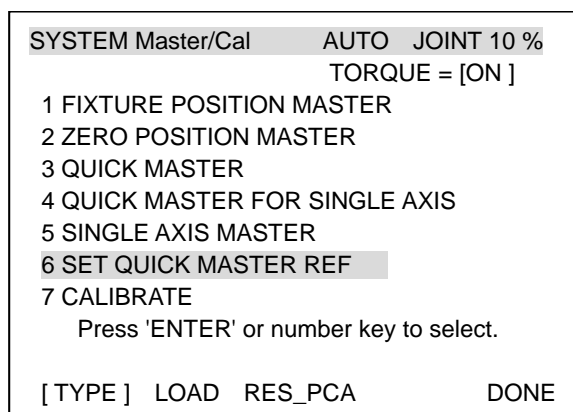 SYSTEM Master/Cal AUTO JOINT 10 %
TORQUE = [ON ]
1 FIXTURE POSITION MASTER
2 ZERO POSITION MASTER
3 QUICK MASTER
4 QUICK MASTER FOR SINGLE AXIS
5 SINGLE AXIS MASTER
6 SET QUICK MASTER REF
7 CALIBRATE
Press 'ENTER' or number key to select.
[ TYPE ] LOAD RES_PCA DONE